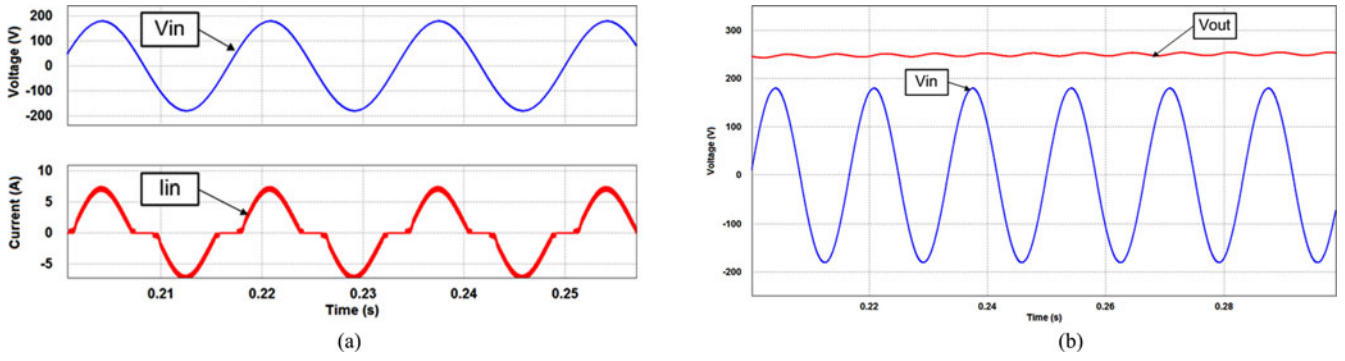 200
100
0
-100
-200
Voltage (V)
Vin
10
5
0
-5
Current (A)
Iin
0.21 0.22 0.23 0.24 0.25
Time (s)
(a)
300
200
100
0
-100
-200
Voltage (V)
Vout
Vin
0.22 0.24 0.26 0.28
Time (s)
(b)